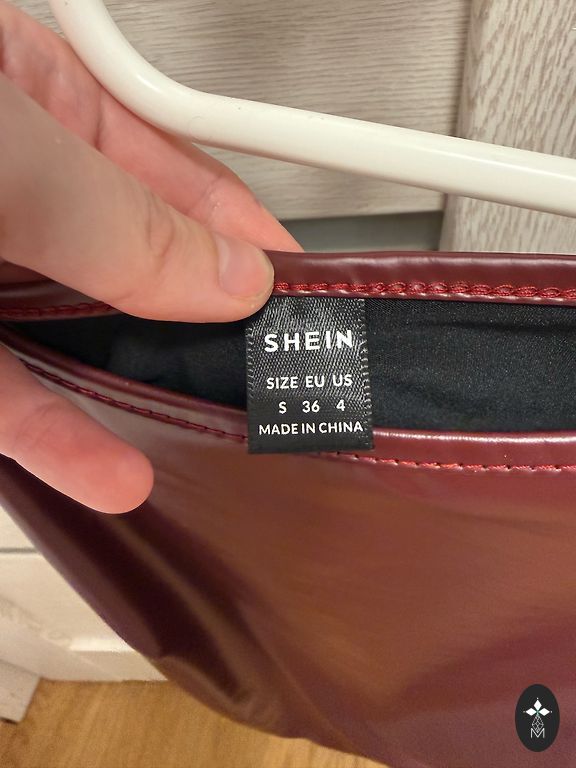 SHEIN
SIZE EU US
S 36 4
MADE IN CHINA
M